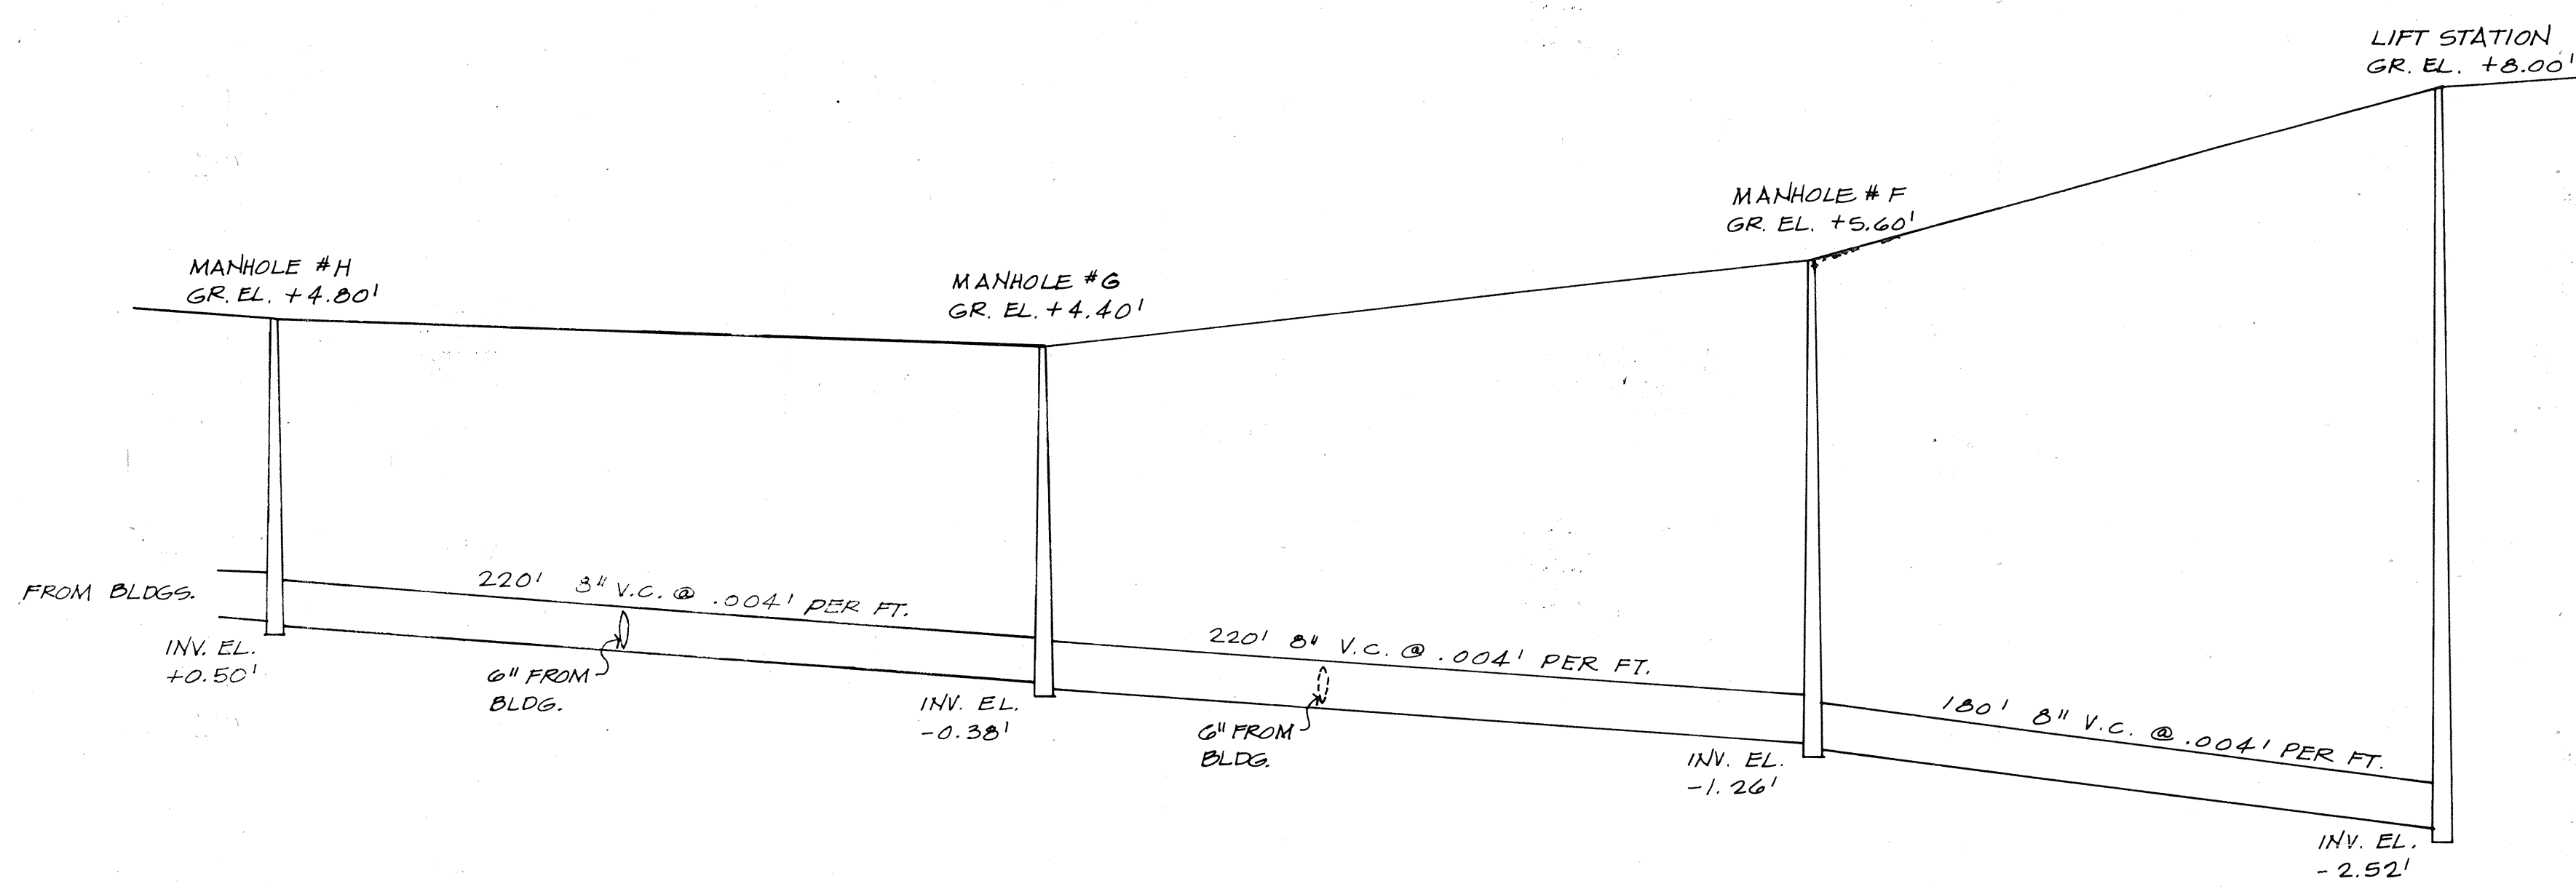 LIFT STATION
GR. EL. +8.00'
MANHOLE # F
GR. EL. +5.60'
MANHOLE #H
GR. EL. +4.80'
MANHOLE #G
GR. EL. +4.40'
FROM BLDGS.
220' 8" V.C. @ .004' PER FT.
INV. EL.
+0.50'
6" FROM
BLDG.
INV. EL.
-0.38'
220' 8" V.C. @ .004' PER FT.
6" FROM
BLDG.
INV. EL.
-1.26'
180' 8" V.C. @ .004' PER FT.
INV. EL.
-2.52'